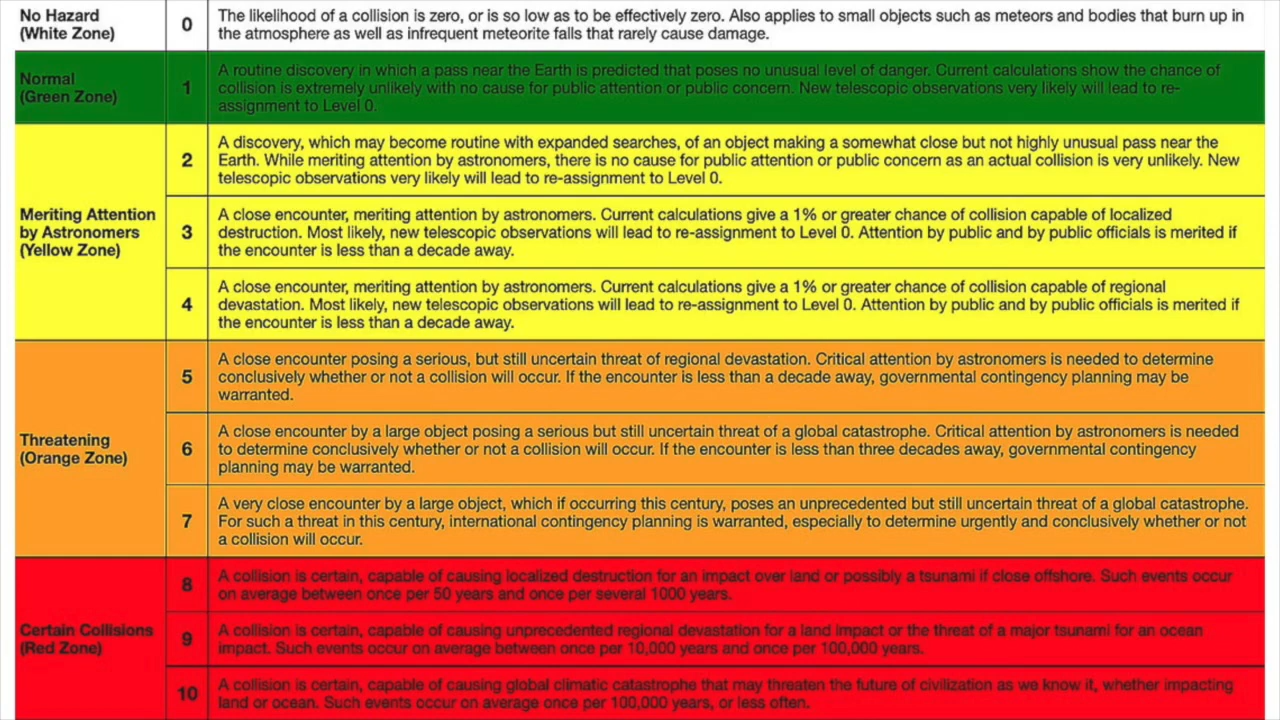 No Hazard
(White Zone)
0
The likelihood of a collision is zero, or is so low as to be effectively zero. Also applies to small objects such as meteors and bodies that burn up in
the atmosphere as well as infrequent meteorite falls that rarely cause damage.
Normal
(Green Zone)
1
A routine discovery in which a pass near the Earth is predicted that poses no unusual level of danger. Current calculations show the chance of
collision is extremely unlikely with no cause for public attention or public concern. New telescopic observations very likely will lead to re-
assignment to Level 0.
Meriting Attention
by Astronomers
(Yellow Zone)
2
A discovery, which may become routine with expanded searches, of an object making a somewhat close but not highly unusual pass near the
Earth. While meriting attention by astronomers, there is no cause for public attention or public concern as an actual collision is very unlikely. New
telescopic observations very likely will lead to re-assignment to Level 0.
3
A close encounter, meriting attention by astronomers. Current calculations give a 1% or greater chance of collision capable of localized
destruction. Most likely, new telescopic observations will lead to re-assignment to Level 0. Attention by public and by public officials is merited if
the encounter is less than a decade away.
4
A close encounter, meriting attention by astronomers. Current calculations give a 1% or greater chance of collision capable of regional
devastation. Most likely, new telescopic observations will lead to re-assignment to Level 0. Attention by public and by public officials is merited if
the encounter is less than a decade away.
Threatening
(Orange Zone)
5
A close encounter posing a serious, but still uncertain threat of regional devastation. Critical attention by astronomers is needed to determine
conclusively whether or not a collision will occur. If the encounter is less than a decade away, governmental contingency planning may be
warranted.
6
A close encounter by a large object posing a serious but still uncertain threat of a global catastrophe. Critical attention by astronomers is needed
to determine conclusively whether or not a collision will occur. If the encounter is less than three decades away, governmental contingency
planning may be warranted.
7
A very close encounter by a large object, which if occurring this century, poses an unprecedented but still uncertain threat of a global catastrophe.
For such a threat in this century, international contingency planning is warranted, especially to determine urgently and conclusively whether or not
a collision will occur.
Certain Collisions
(Red Zone)
8
A collision is certain, capable of causing localized destruction for an impact over land or possibly a tsunami if close offshore. Such events occur
on average between once per 50 years and once per several 1000 years.
9
A collision is certain, capable of causing unprecedented regional devastation for a land impact or the threat of a major tsunami for an ocean
impact. Such events occur on average between once per 10,000 years and once per 100,000 years.
10
A collision is certain, capable of causing global climatic catastrophe that may threaten the future of civilization as we know it, whether impacting
land or ocean. Such events occur on average once per 100,000 years, or less often.